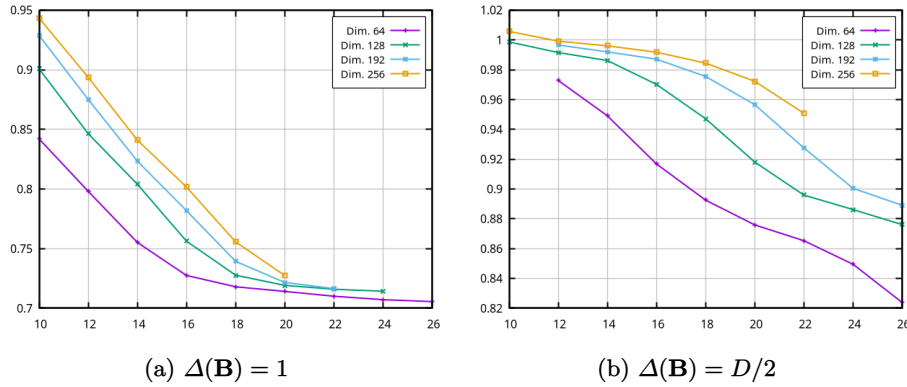 0.95
0.9
0.85
0.8
0.75
0.7
10 12 14 16 18 20 22 24 26
Dim. 64
Dim. 128
Dim. 192
Dim. 256
(a) Δ(B) = 1
1.02
1
0.98
0.96
0.94
0.92
0.9
0.88
0.86
0.84
0.82
10 12 14 16 18 20 22 24 26
Dim. 64
Dim. 128
Dim. 192
Dim. 256
(b) Δ(B) = D/2